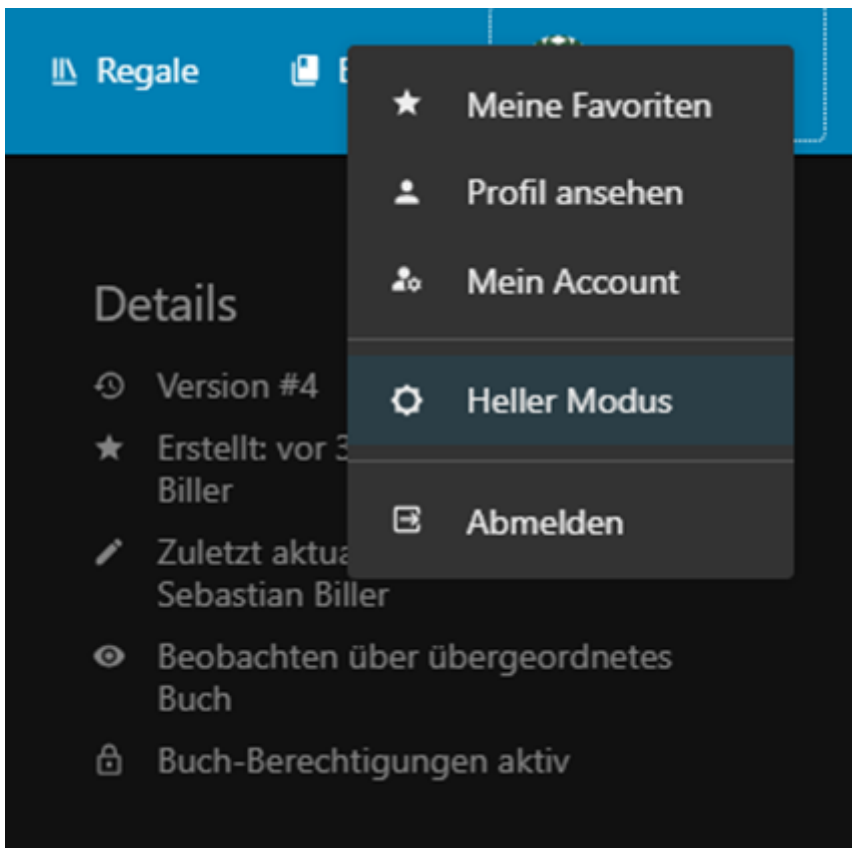 Regale
Meine Favoriten
Profil ansehen
Mein Account
Heller Modus
Abmelden
Details
Version #4
Erstellt: vor
Biller
Zuletzt
Sebastian Biller
Beobachten über übergeordnetes
Buch
Buch-Berechtigungen aktiv